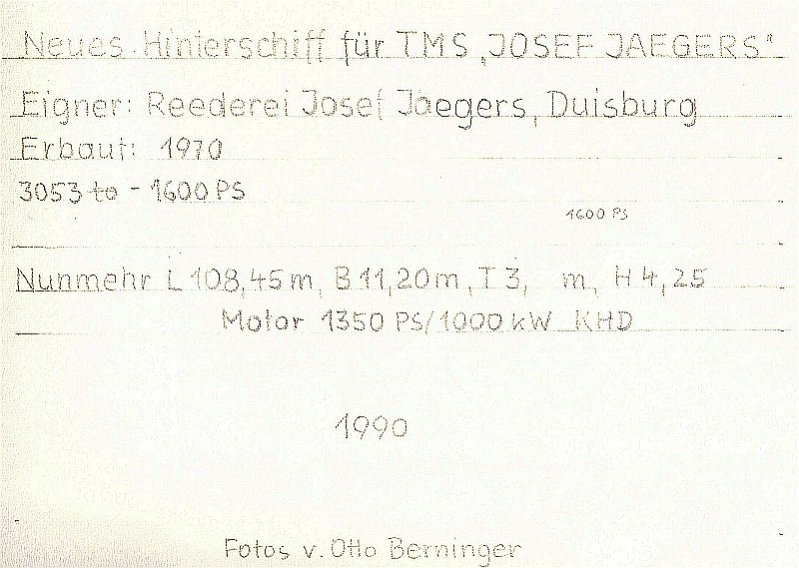 Neues Hinterschiff für TMS „JOSEF JAEGERS"
Eigner: Reederei Josef Jaegers, Duisburg
Erbaut: 1970
3053 to - 1600 PS
1600 PS
Nunmehr L 108,45 m, B 11,20 m, T 3,   m, H 4,25
Motor 1350 PS/1000 kW KHD
1990
Fotos v. Otto Berninger